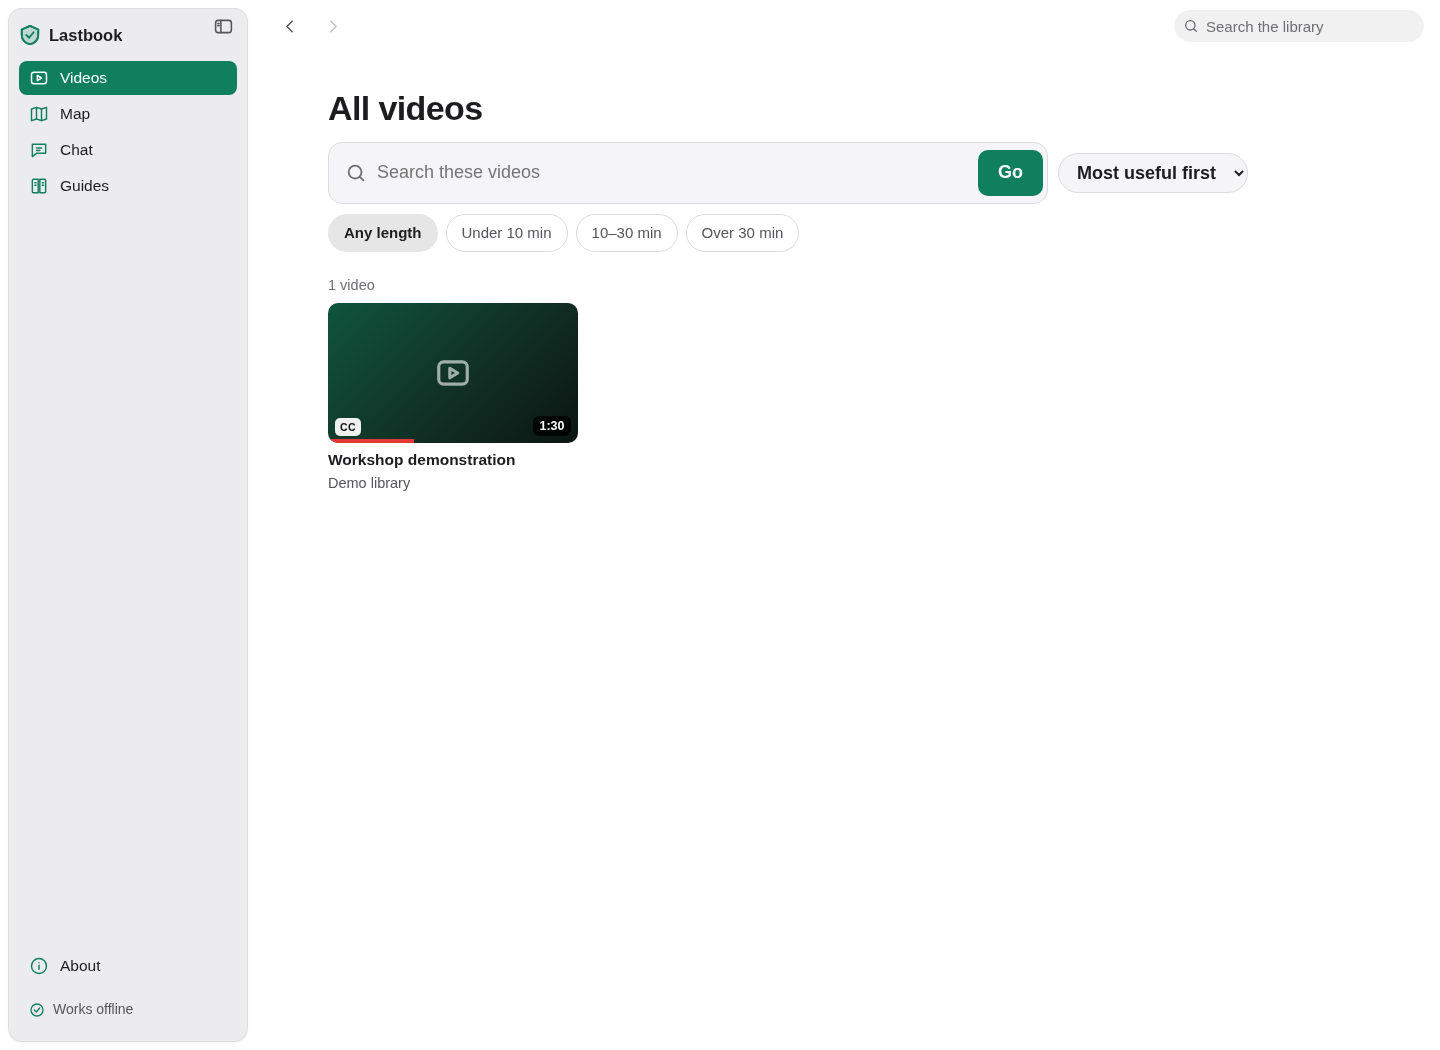 Lastbook
Search the library
Videos
Map
Chat
Guides
All videos
Search these videos
Go
Most useful first
Any length
Under 10 min
10–30 min
Over 30 min
1 video
CC
1:30
Workshop demonstration
Demo library
About
Works offline